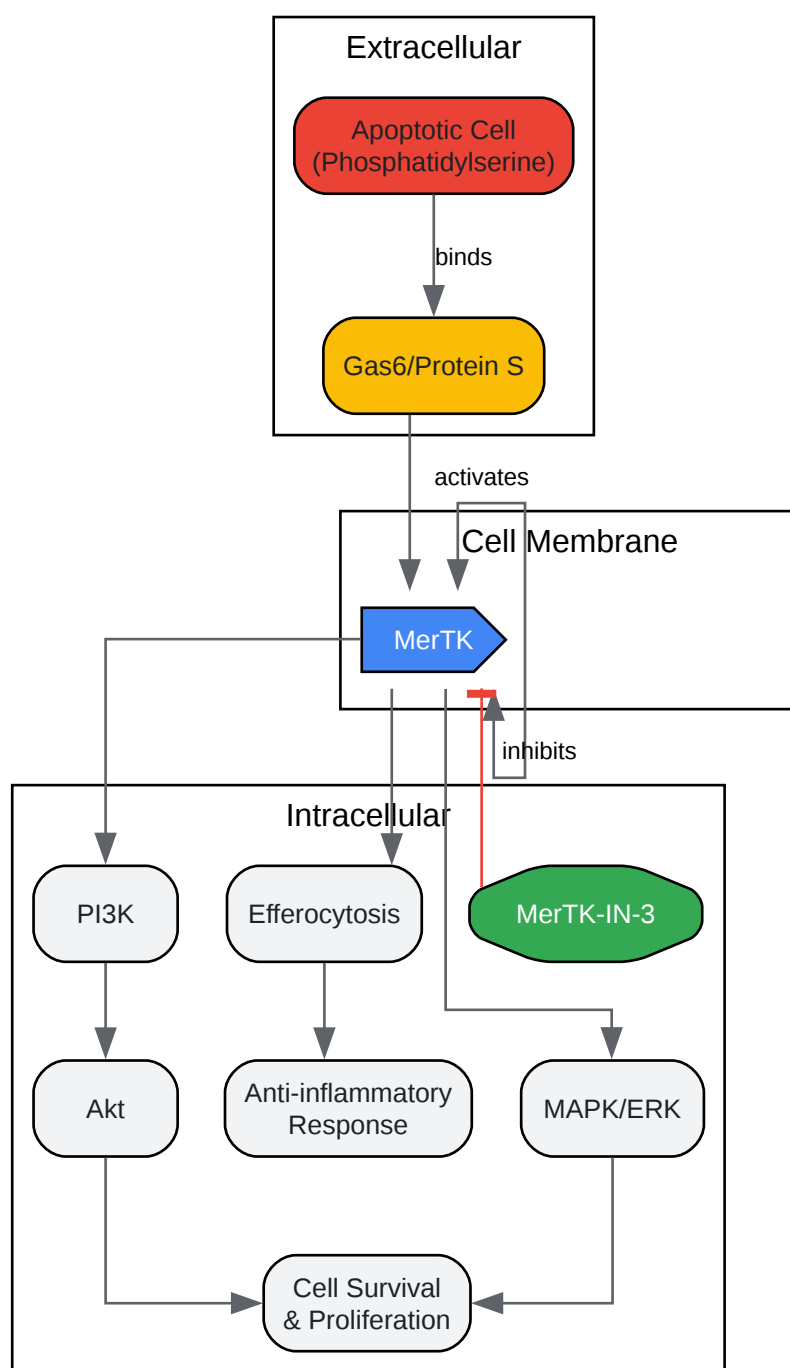 Extracellular
Apoptotic Cell
(Phosphatidylserine)
binds
Gas6/Protein S
activates
Cell Membrane
MerTK
inhibits
Intracellular
PI3K
Efferocytosis
MerTK-IN-3
Akt
Anti-inflammatory
Response
MAPK/ERK
Cell Survival
& Proliferation